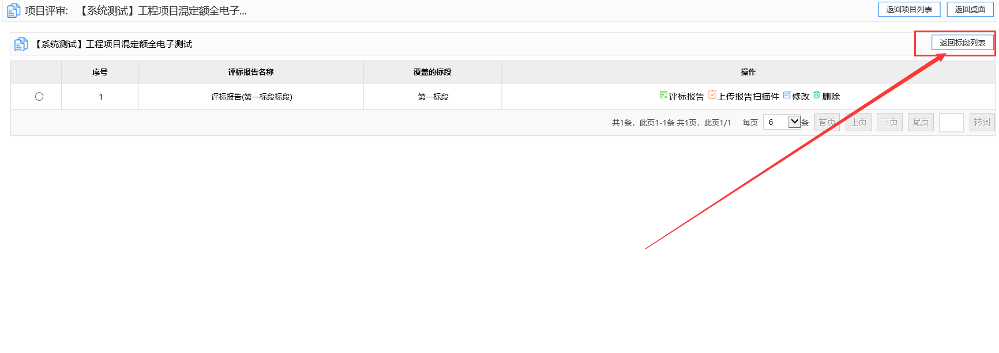 项目评审: 【系统测试】工程项目混定额全电子... 返回项目列表 返回桌面
【系统测试】工程项目混定额全电子测试 返回标段列表
序号 评标报告名称 覆盖的标段 操作
1 评标报告(第一标段标段) 第一标段 评标报告 上传报告扫描件 修改 删除
共1条，此页1-1条 共1页，此页1/1 每页 6 条 首页 上页 下页 尾页 转到